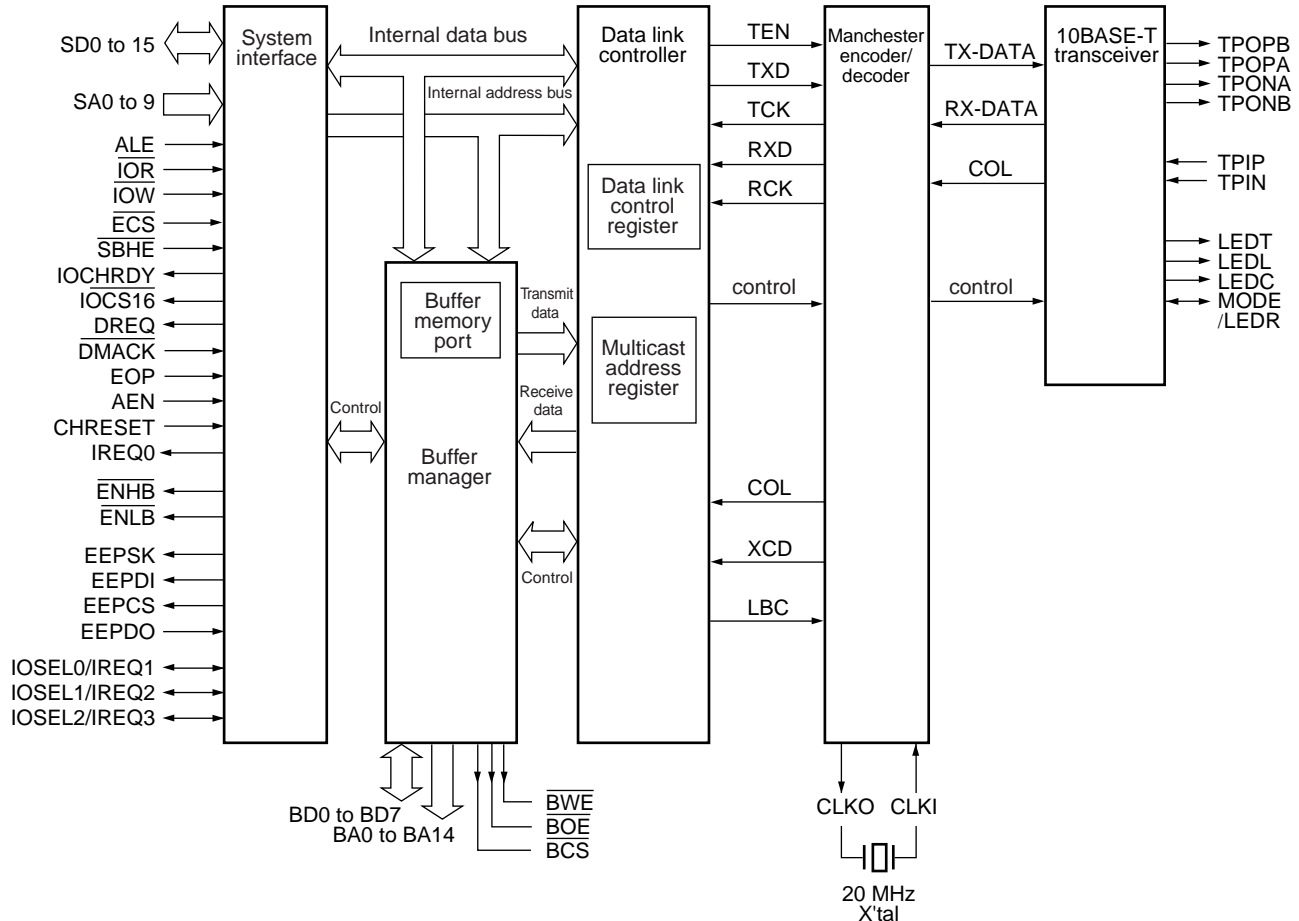 SD0 to 15
SA0 to 9
ALE
IOR
IOW
ECS
SBHE
IOCHRDY
IOCS16
DREQ
DMACK
EOP
AEN
CHRESET
IREQ0
ENHB
ENLB
EEPSK
EEPDI
EEPCS
EEPDO
IOSEL0/IREQ1
IOSEL1/IREQ2
IOSEL2/IREQ3
System
interface
Internal data bus
Internal address bus
Control
Buffer
memory
port
Buffer
manager
Transmit
data
Receive
data
Control
BD0 to BD7
BA0 to BA14
BWE
BOE
BCS
Data link
controller
Data link
control
register
Multicast
address
register
TEN
TXD
TCK
RXD
RCK
control
COL
XCD
LBC
Manchester
encoder/
decoder
CLKO
CLKI
20 MHz
X'tal
TX-DATA
RX-DATA
COL
control
10BASE-T
transceiver
TPOPB
TPOPA
TPONA
TPONB
TPIP
TPIN
LEDT
LEDL
LEDC
MODE
/LEDR